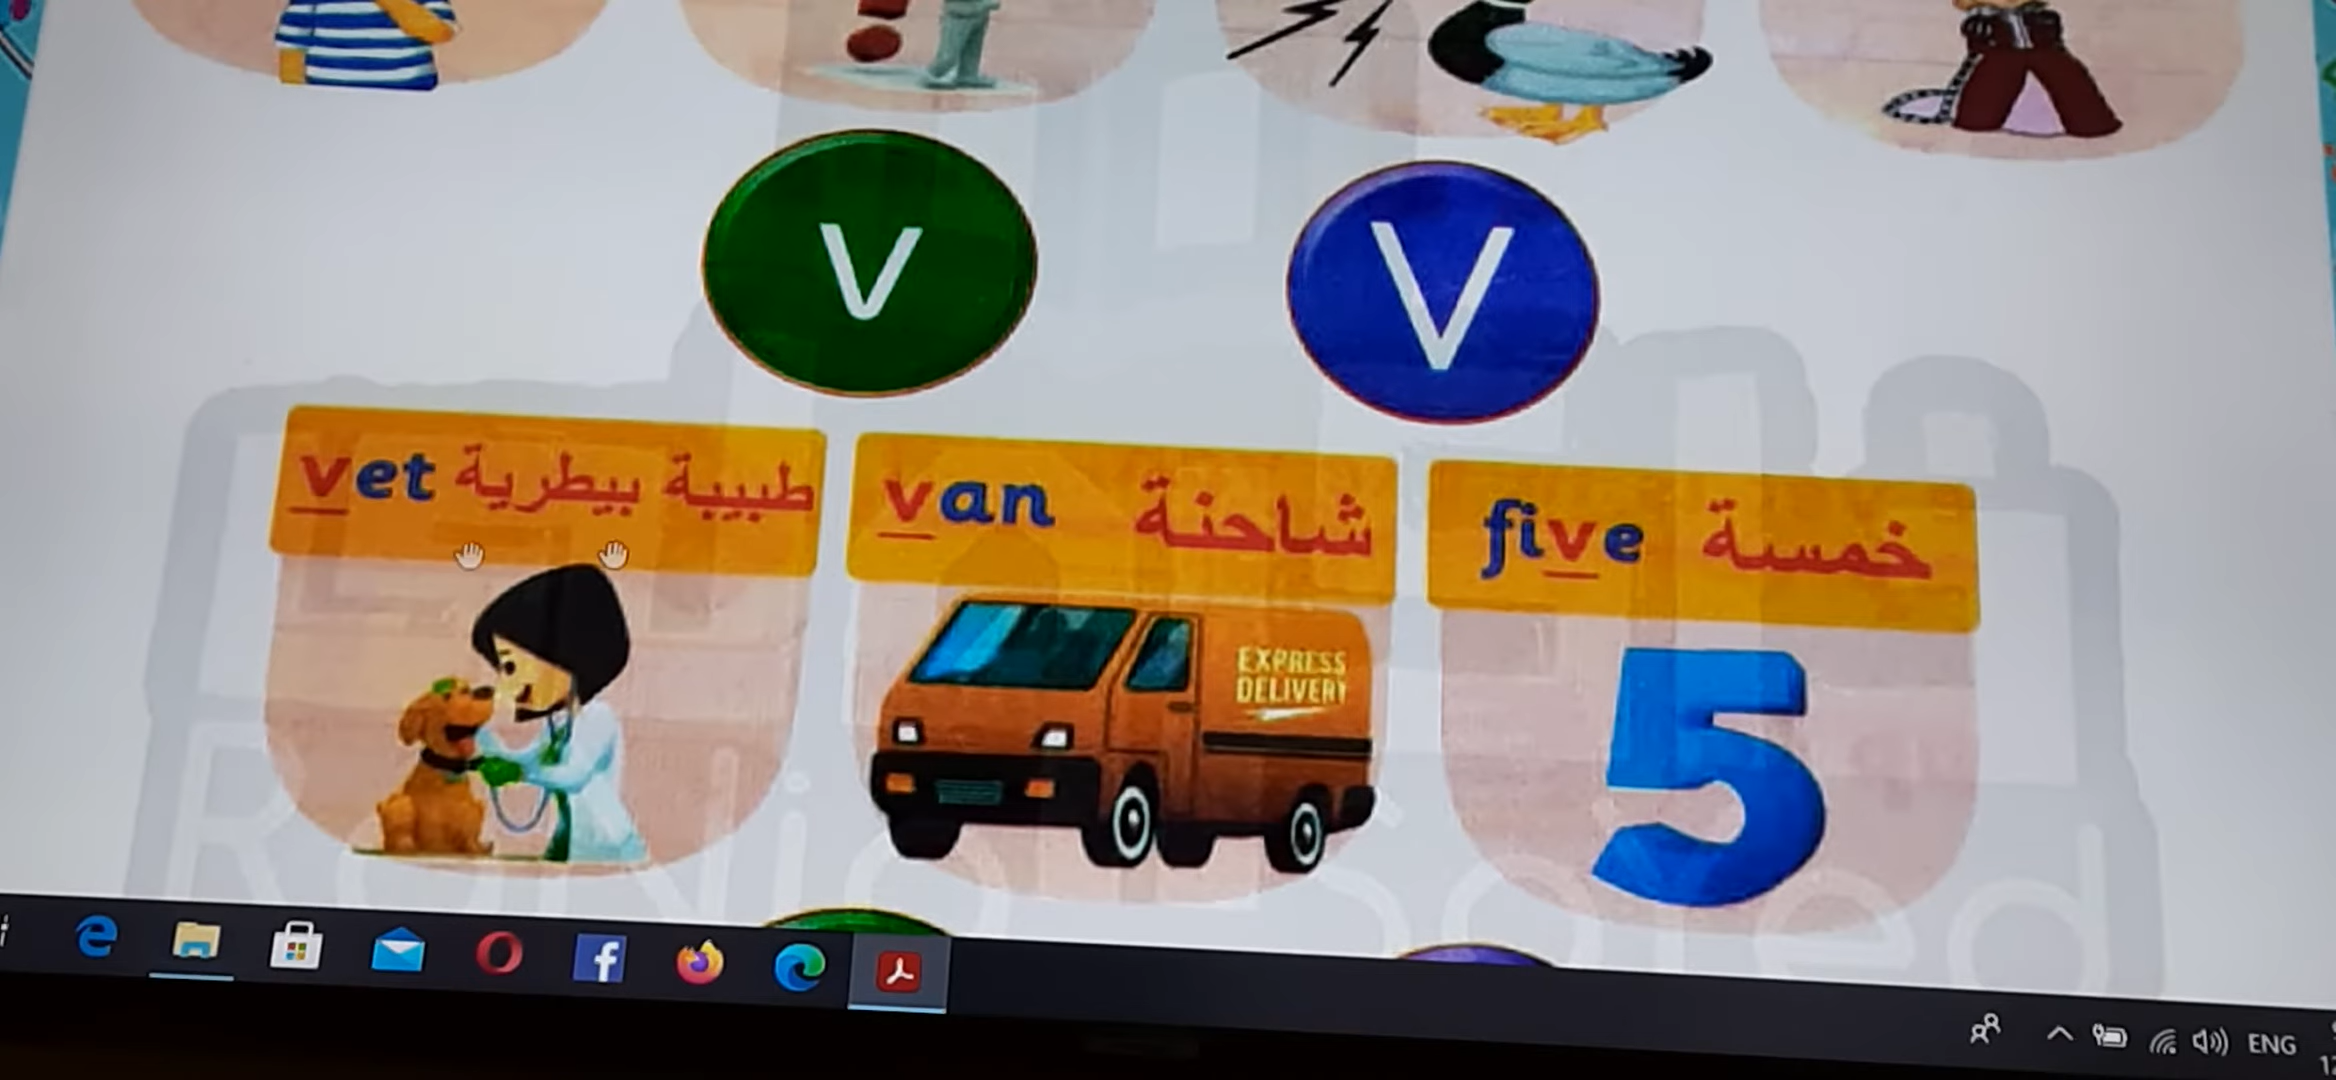 v
V
vet طبيبة بيطرية
van شاحنة
five خمسة
EXPRESS
DELIVERY
5
ENG